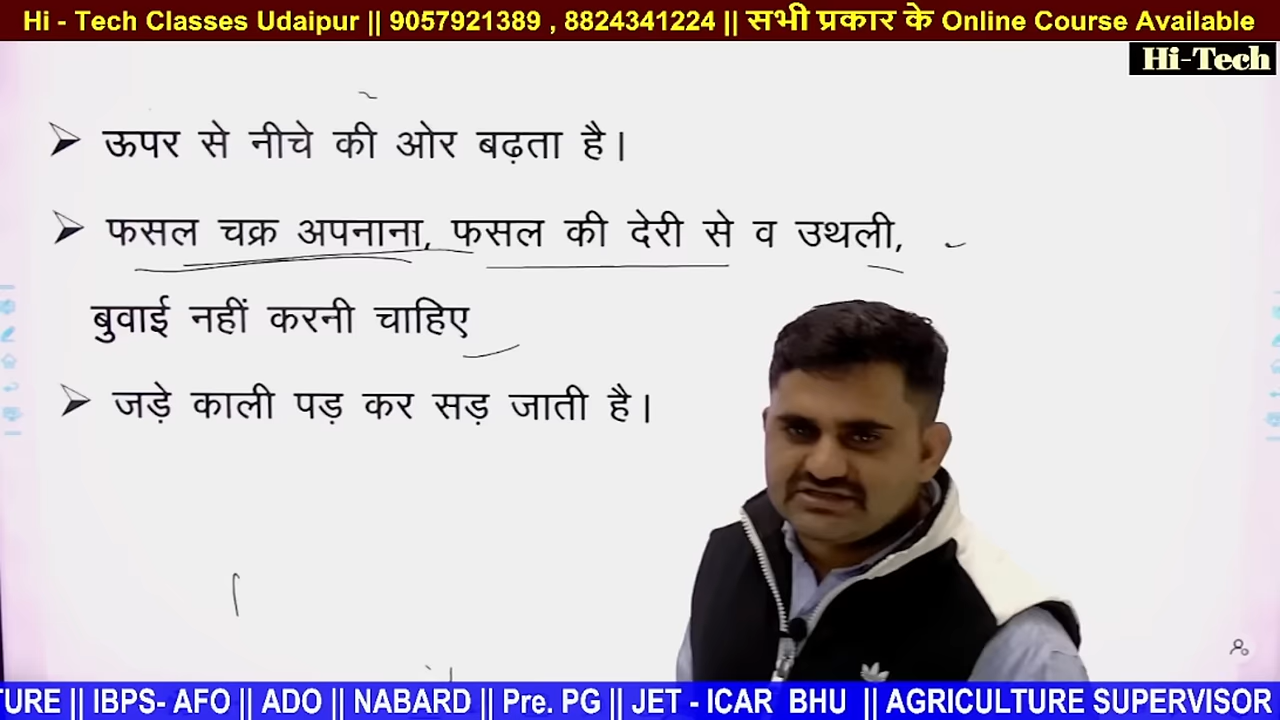 Hi - Tech Classes Udaipur || 9057921389 , 8824341224 || सभी प्रकार के Online Course Available
Hi-Tech
ऊपर से नीचे की ओर बढ़ता है।
फसल चक्र अपनाना, फसल की देरी से व उथली,
बुवाई नहीं करनी चाहिए
जड़े काली पड़ कर सड़ जाती है।
TURE || IBPS- AFO || ADO || NABARD || Pre. PG || JET - ICAR BHU || AGRICULTURE SUPERVISOR